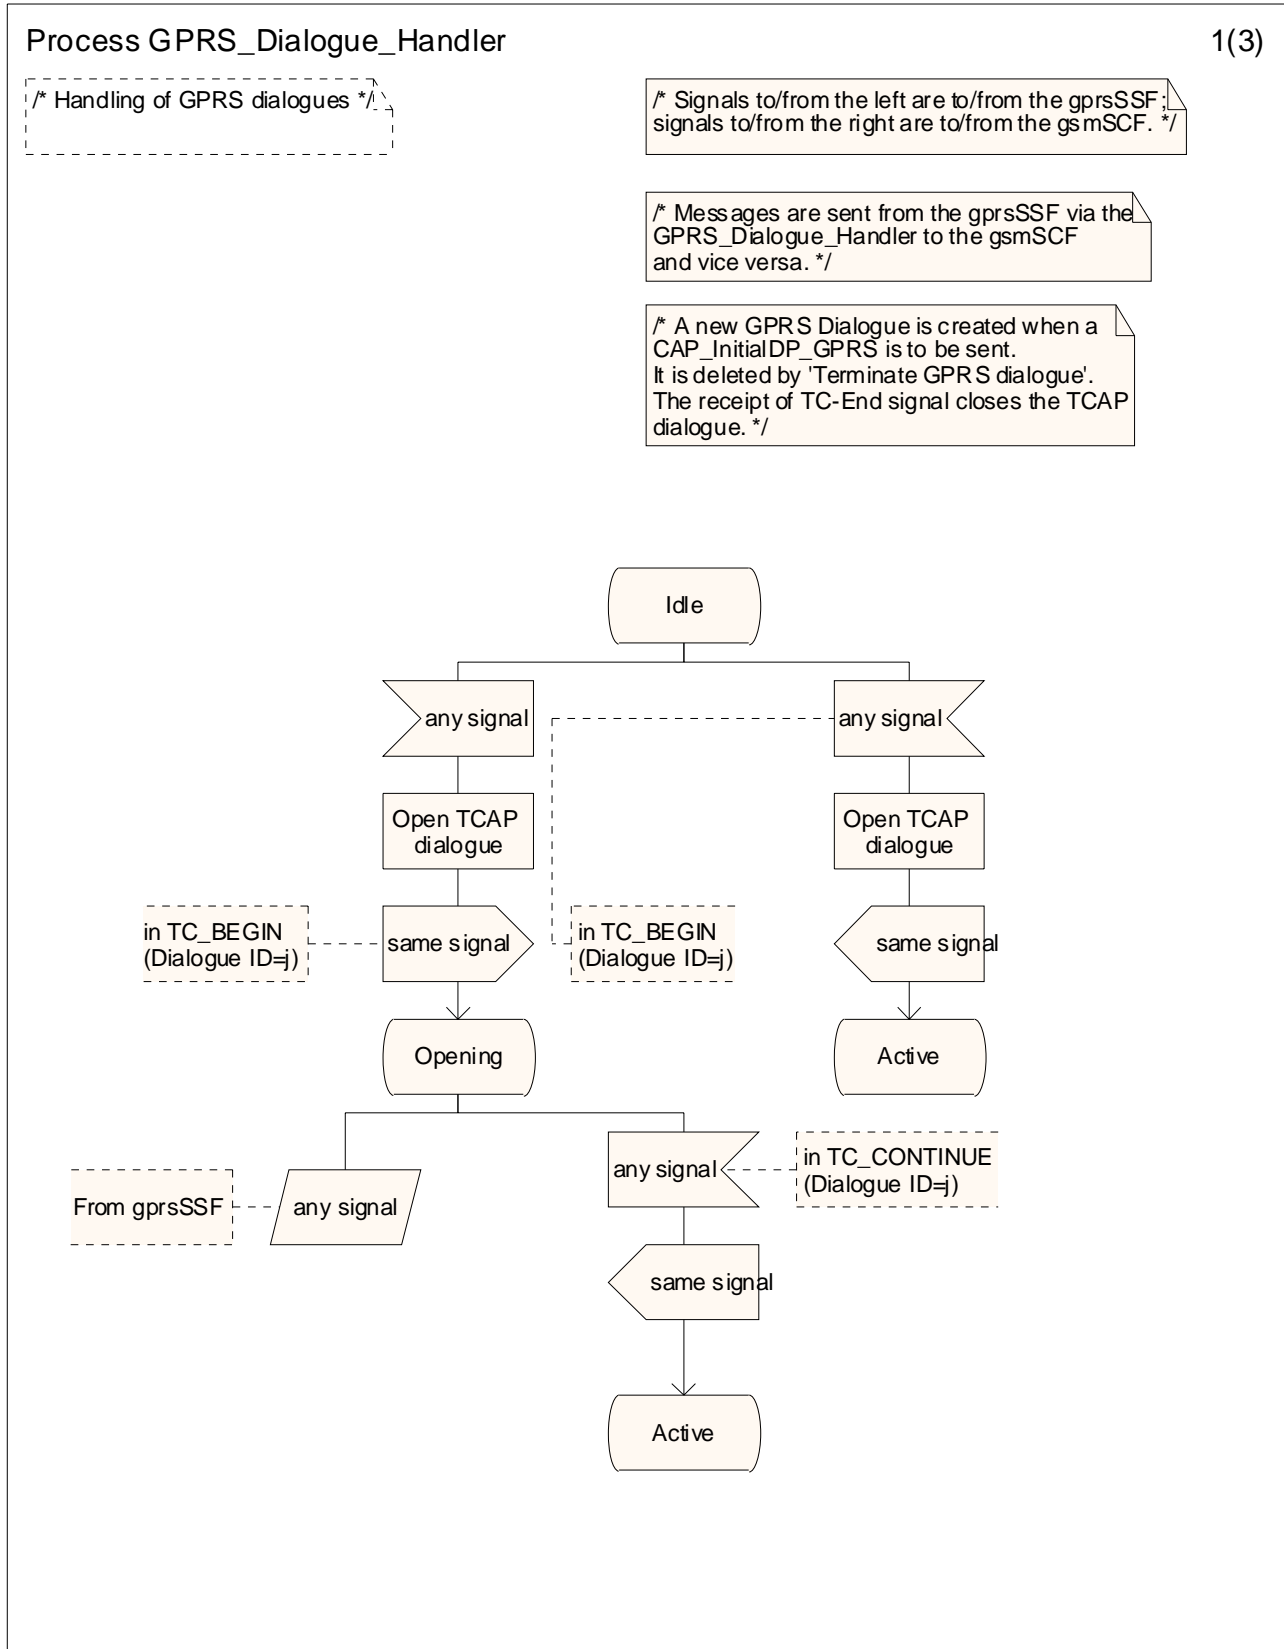 Process GPRS_Dialogue_Handler
1(3)
/* Handling of GPRS dialogues */
/* Signals to/from the left are to/from the gprsSSF;
signals to/from the right are to/from the gsmSCF. */
/* Messages are sent from the gprsSSF via the
GPRS_Dialogue_Handler to the gsmSCF
and vice versa. */
/* A new GPRS Dialogue is created when a
CAP_InitialDP_GPRS is to be sent.
It is deleted by 'Terminate GPRS dialogue'.
The receipt of TC-End signal closes the TCAP
dialogue. */
Idle
any signal
any signal
Open TCAP
dialogue
Open TCAP
dialogue
in TC_BEGIN
(Dialogue ID=j)
same signal
in TC_BEGIN
(Dialogue ID=j)
same signal
Opening
Active
any signal
in TC_CONTINUE
(Dialogue ID=j)
From gprsSSF
any signal
same signal
Active